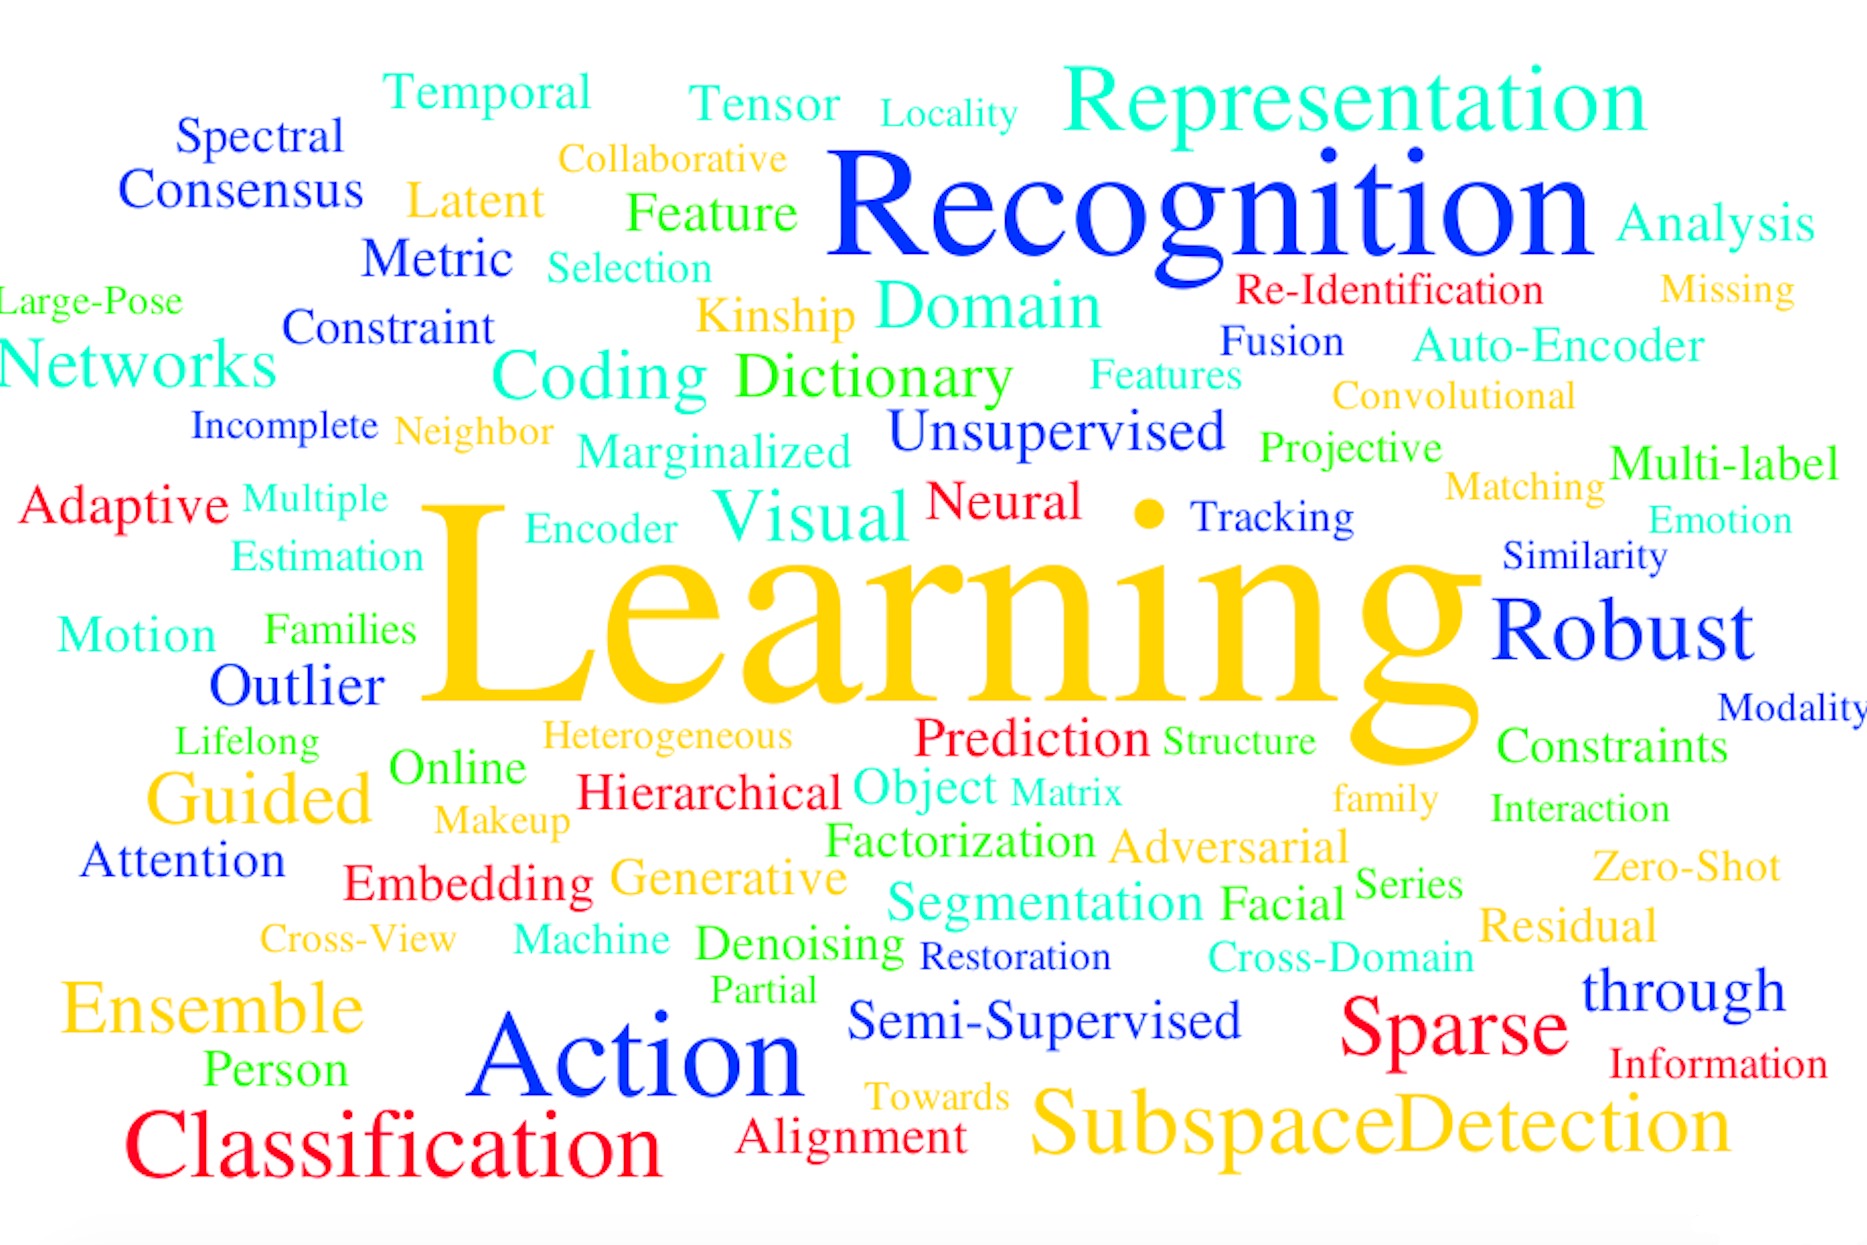 Temporal
Tensor
Locality
Representation
Spectral
Collaborative
Recognition
Consensus
Latent
Feature
Analysis
Metric
Selection
Re-Identification
Missing
Large-Pose
Kinship
Domain
Constraint
Fusion
Auto-Encoder
Networks
Coding
Dictionary
Features
Convolutional
Incomplete
Neighbor
Unsupervised
Marginalized
Projective
Multi-label
Adaptive
Multiple
Visual
Neural
Matching
Encoder
Tracking
Emotion
Estimation
Learning
Similarity
Motion
Families
Robust
Outlier
Modality
Lifelong
Heterogeneous
Prediction
Structure
Constraints
Online
Guided
Hierarchical
Object
Matrix
family
Interaction
Makeup
Factorization
Adversarial
Attention
Embedding
Generative
Zero-Shot
Segmentation
Facial
Series
Cross-View
Machine
Denoising
Restoration
Cross-Domain
Residual
Partial
Ensemble
Action
Semi-Supervised
Sparse
through
Person
Information
Towards
Classification
Alignment
Subspace
Detection